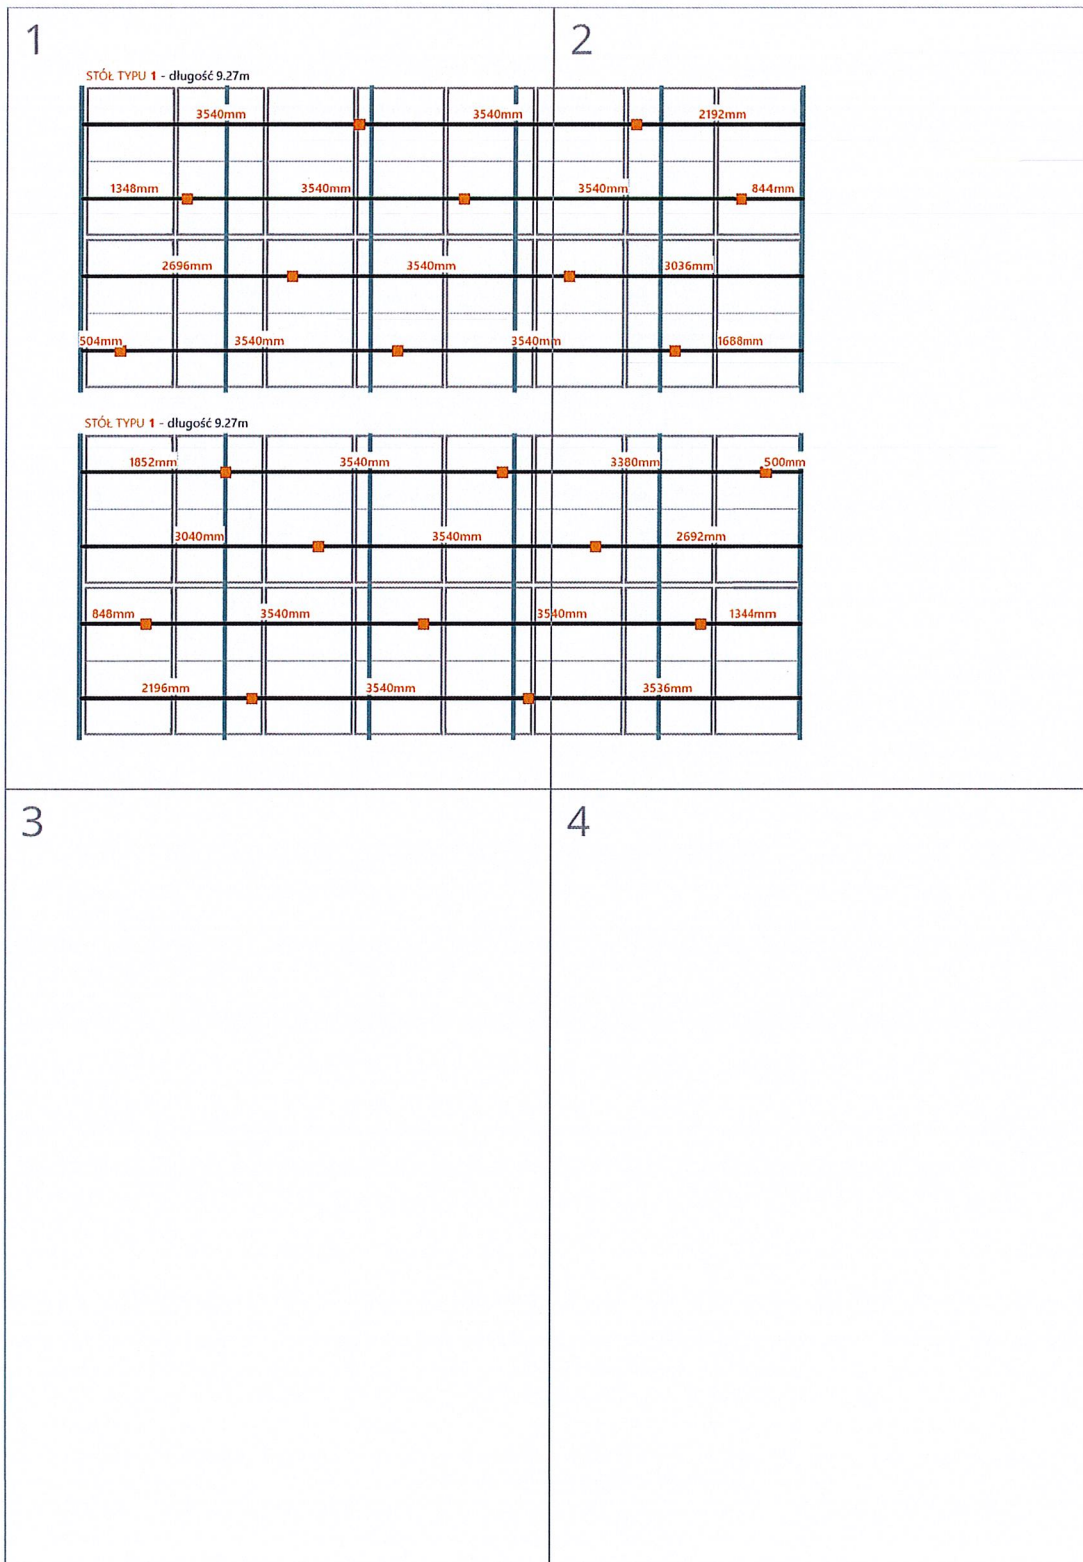 1
2
STÓŁ TYPU 1 - długość 9.27m
3540mm 3540mm 2192mm
1348mm 3540mm 3540mm 844mm
2696mm 3540mm 3036mm
504mm 3540mm 3540mm 1688mm
STÓŁ TYPU 1 - długość 9.27m
1852mm 3540mm 3380mm 500mm
3040mm 3540mm 2692mm
848mm 3540mm 3540mm 1344mm
2196mm 3540mm 3536mm
3
4